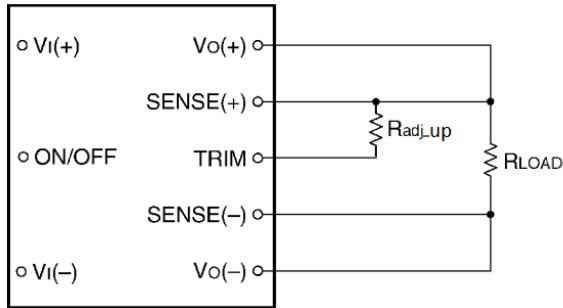 VI(+) VO(+)
SENSE(+)
Radj_up
ON/OFF TRIM RLOAD
SENSE(–)
VI(–) VO(–)